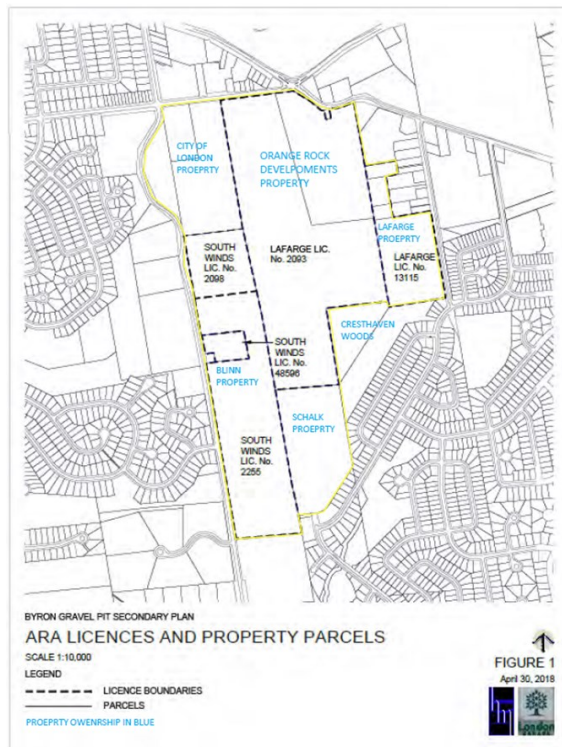 CITY OF
LONDON
PROEPRTY
ORANGE ROCK
DEVELPOMENTS
PROPERTY
LAFARGE
PROEPRTY
SOUTH
WINDS
LIC. No.
2098
LAFARGE LIC.
No. 2093
LAFARGE
LIC. No.
13115
CRESTHAVEN
WOODS
SOUTH
WINDS
LIC. No.
48596
BLINN
PROPERTY
SCHALK
PROEPRTY
SOUTH
WINDS
LIC. No.
2255
BYRON GRAVEL PIT SECONDARY PLAN
ARA LICENCES AND PROPERTY PARCELS
SCALE 1:10,000
LEGEND
LICENCE BOUNDARIES
PARCELS
PROEPRTY OWENRSHIP IN BLUE
FIGURE 1
April 30, 2018
London